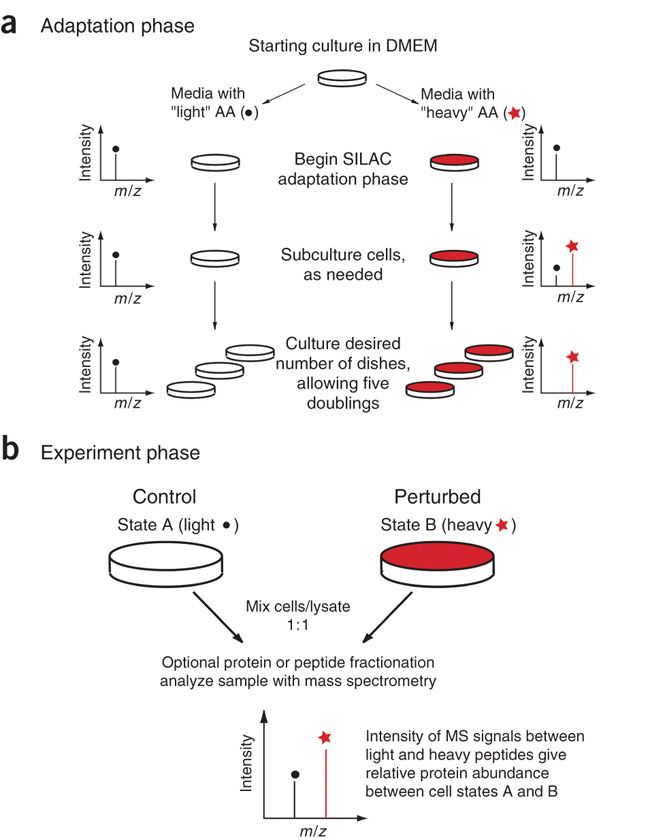 a Adaptation phase
Starting culture in DMEM
Media with
"light" AA (●)
Media with
"heavy" AA (★)
Intensity
m/z
Begin SILAC
adaptation phase
Intensity
m/z
Intensity
m/z
Subculture cells,
as needed
Intensity
m/z
Intensity
m/z
Culture desired
number of dishes,
allowing five
doublings
Intensity
m/z
b Experiment phase
Control
State A (light ●)
Perturbed
State B (heavy ★)
Mix cells/lysate
1:1
Optional protein or peptide fractionation
analyze sample with mass spectrometry
Intensity
m/z
Intensity of MS signals between
light and heavy peptides give
relative protein abundance
between cell states A and B